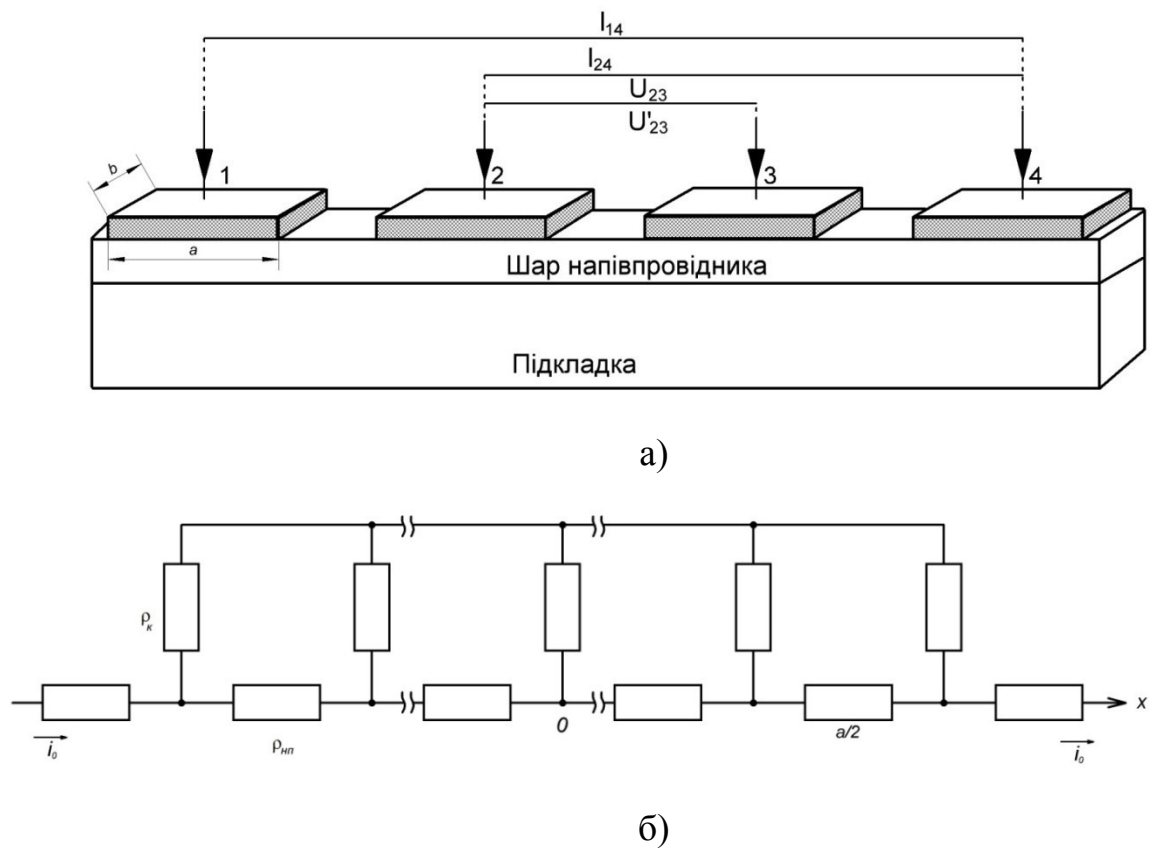 I₁₄
I₂₄
U₂₃
U'₂₃
b
1
2
3
4
a
Шар напівпровідника
Підкладка
а)
ρк
0
a/2
x
i₀
ρнп
i₀
б)